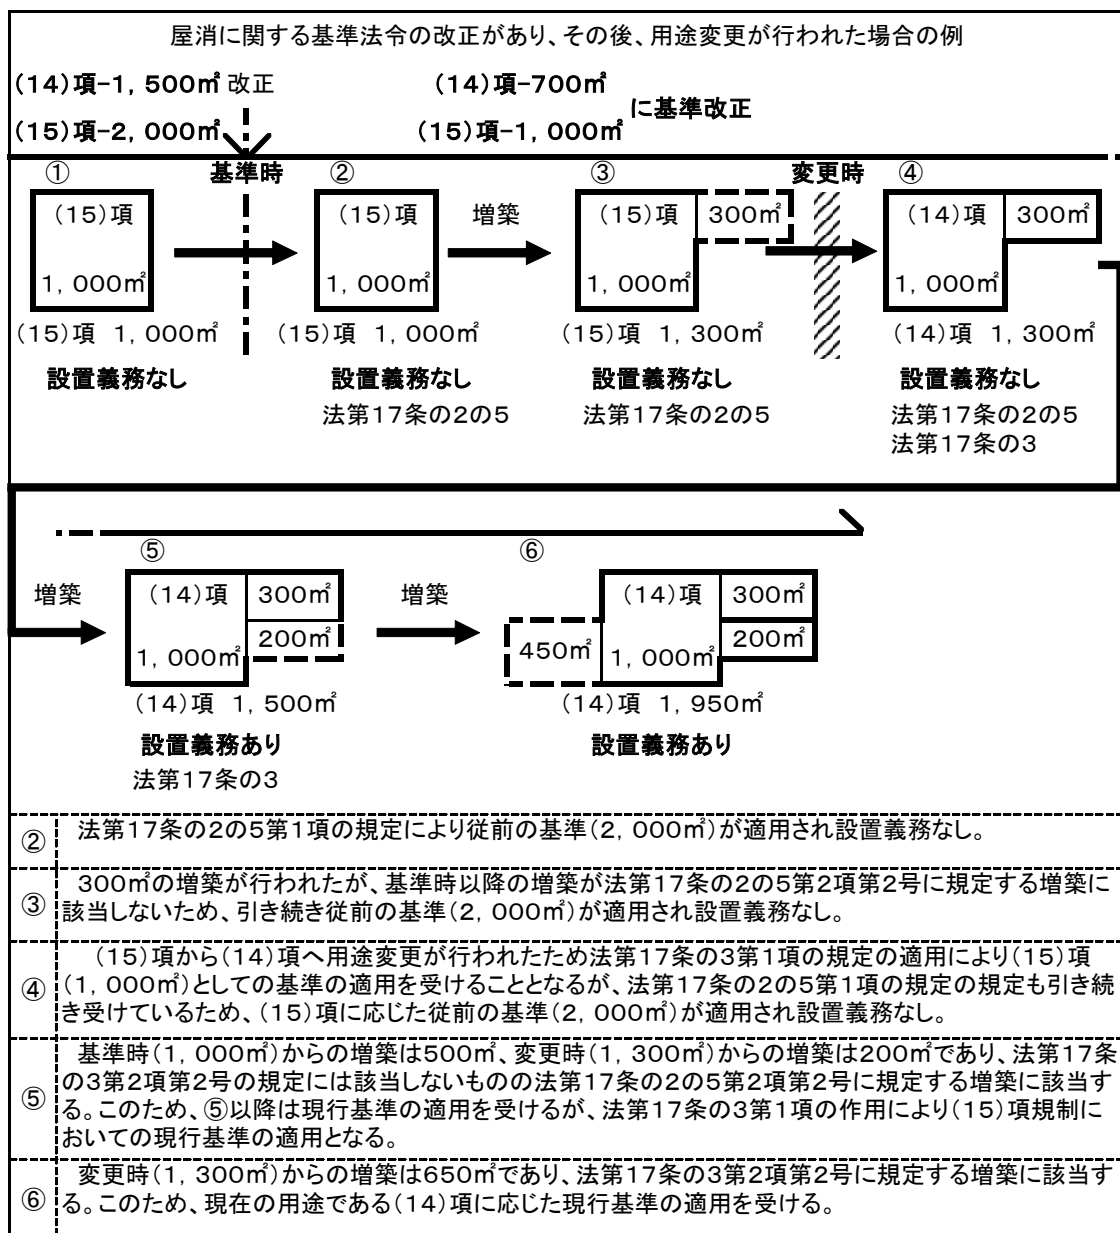 屋消に関する基準法令の改正があり、その後、用途変更が行われた場合の例
(14)項-1,500㎡ 改正 (14)項-700㎡
に基準改正
(15)項-2,000㎡ (15)項-1,000㎡
① 基準時 ② ③ 変更時 ④
(15)項 (15)項 増築 (15)項 300㎡ (14)項 300㎡
1,000㎡ 1,000㎡ 1,000㎡ 1,000㎡
(15)項 1,000㎡ (15)項 1,000㎡ (15)項 1,300㎡ (14)項 1,300㎡
設置義務なし 設置義務なし 設置義務なし 設置義務なし
法第17条の2の5 法第17条の2の5 法第17条の2の5
法第17条の3
⑤ ⑥
増築 (14)項 300㎡ 増築 (14)項 300㎡
1,000㎡ 200㎡ 450㎡ 1,000㎡ 200㎡
(14)項 1,500㎡ (14)項 1,950㎡
設置義務あり 設置義務あり
法第17条の3
② 法第17条の2の5第1項の規定により従前の基準(2,000㎡)が適用され設置義務なし。
③ 300㎡の増築が行われたが、基準時以降の増築が法第17条の2の5第2項第2号に規定する増築に
該当しないため、引き続き従前の基準(2,000㎡)が適用され設置義務なし。
④ (15)項から(14)項へ用途変更が行われたため法第17条の3第1項の規定の適用により(15)項
(1,000㎡)としての基準の適用を受けることとなるが、法第17条の2の5第1項の規定の規定も引き続
き受けているため、(15)項に応じた従前の基準(2,000㎡)が適用され設置義務なし。
⑤ 基準時(1,000㎡)からの増築は500㎡、変更時(1,300㎡)からの増築は200㎡であり、法第17条
の3第2項第2号の規定には該当しないものの法第17条の2の5第2項第2号に規定する増築に該当す
る。このため、⑤以降は現行基準の適用を受けるが、法第17条の3第1項の作用により(15)項規制に
おいての現行基準の適用となる。
⑥ 変更時(1,300㎡)からの増築は650㎡であり、法第17条の3第2項第2号に規定する増築に該当す
る。このため、現在の用途である(14)項に応じた現行基準の適用を受ける。